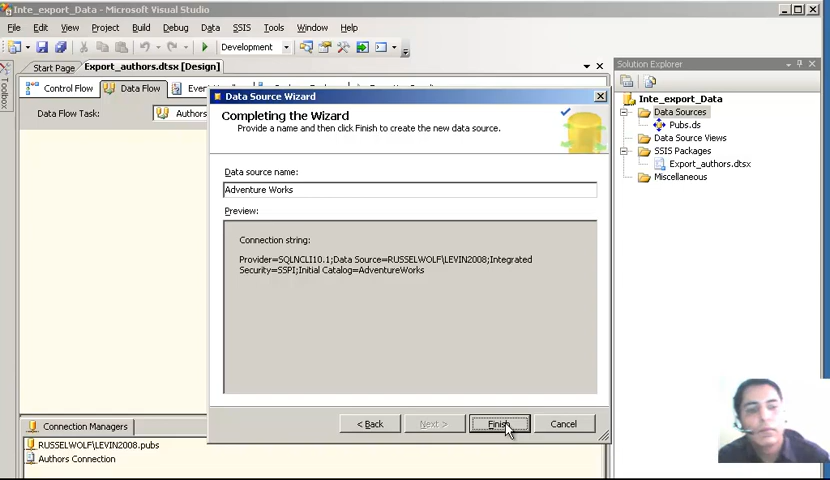 Inte_export_Data - Microsoft Visual Studio
File Edit View Project Build Debug Data SSIS Tools Window Help
Development
Start Page Export_authors.dtsx [Design]
Solution Explorer
Toolbox
Control Flow Data Flow
Data Flow Task: Authors
Data Source Wizard
Completing the Wizard
Provide a name and then click Finish to create the new data source.
Data source name:
Adventure Works
Preview:
Connection string:
Provider=SQLNCLI10.1;Data Source=RUSSELWOLF\LEVIN2008;Integrated
Security=SSPI;Initial Catalog=AdventureWorks
< Back Next > Finish Cancel
Inte_export_Data
Data Sources
Pubs.ds
Data Source Views
SSIS Packages
Export_authors.dtsx
Miscellaneous
Connection Managers
RUSSELWOLF\LEVIN2008.pubs
Authors Connection